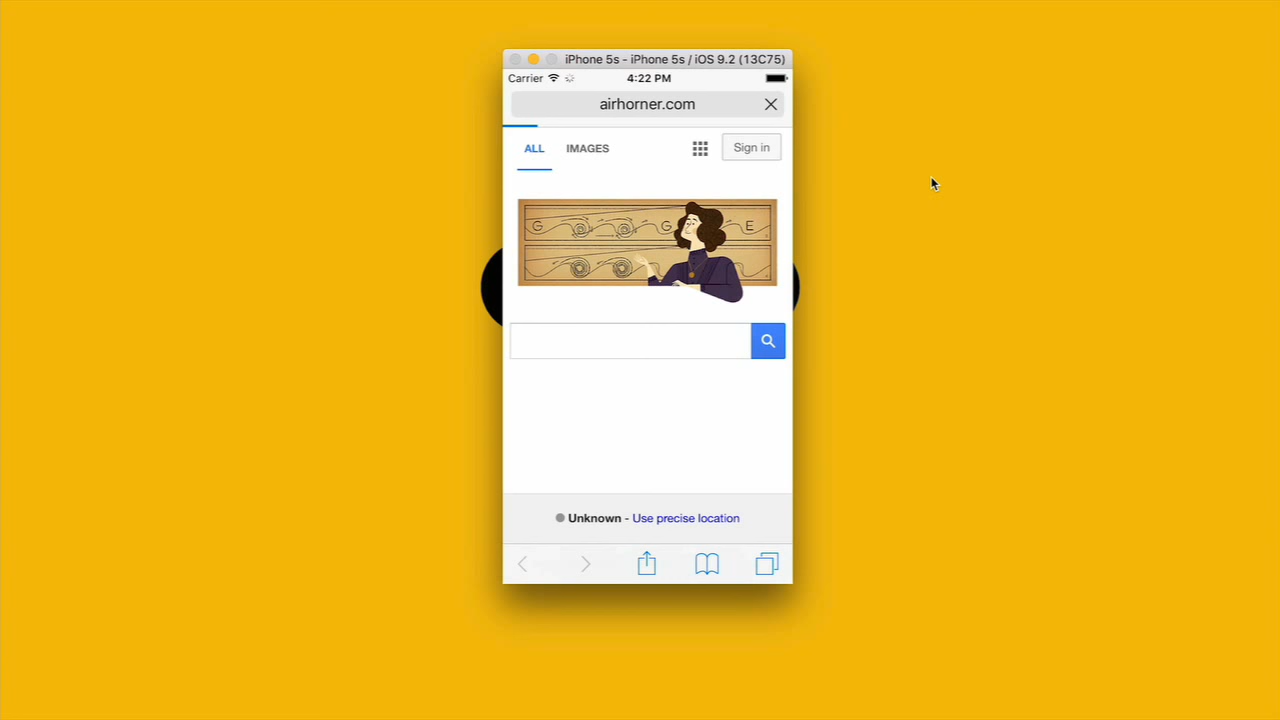 iPhone 5s - iPhone 5s / iOS 9.2 (13C75)
Carrier 4:22 PM
airhorner.com
ALL IMAGES Sign in
G G E
Unknown - Use precise location